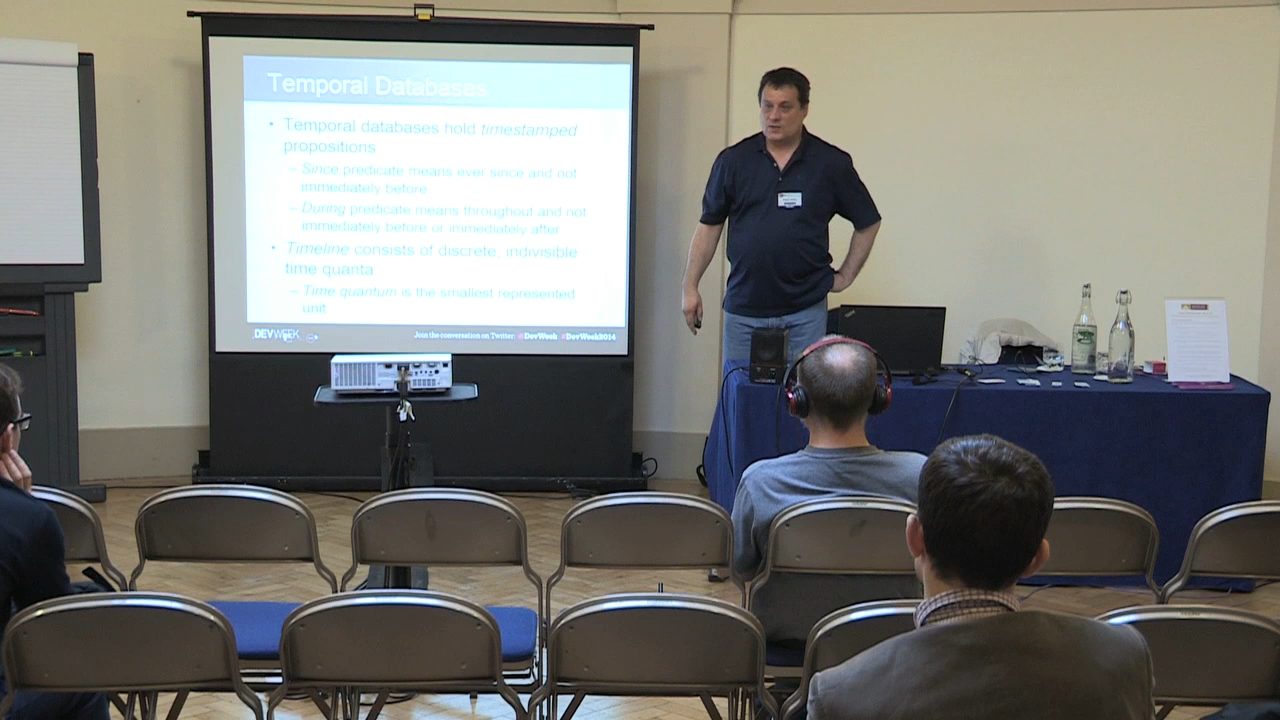 Temporal Databases
• Temporal databases hold timestamped
propositions
– Since predicate means ever since and not
immediately before
– During predicate means throughout and not
immediately before or immediately after
• Timeline consists of discrete, indivisible
time quanta
– Time quantum is the smallest represented
unit
DEVWEEK
Join the conversation on Twitter: @DevWeek #DevWeek2014